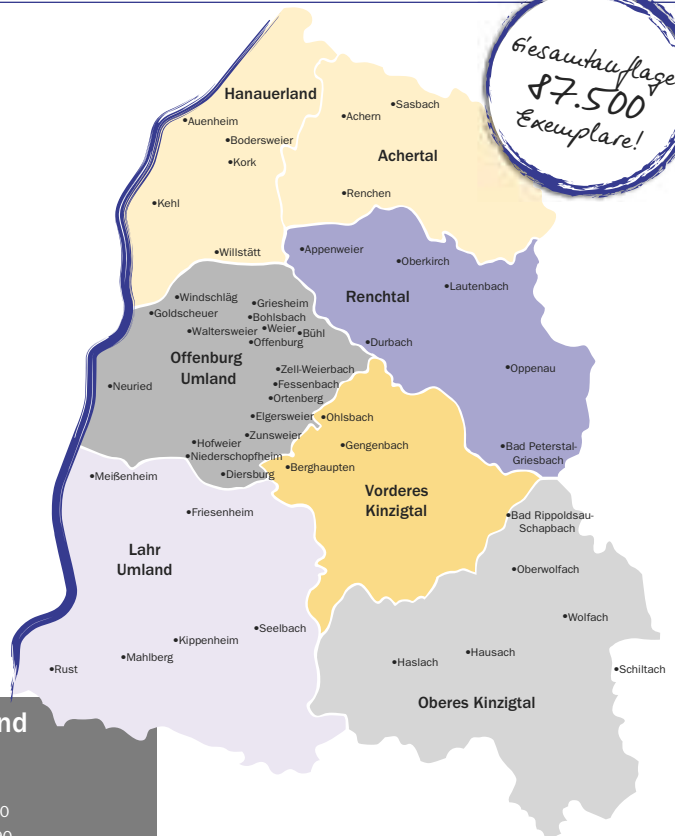 Gesamtauflage
87.500
Exemplare!
Hanauerland
•Sasbach
•Achern
•Auenheim
•Bodersweier
Achertal
•Kork
•Renchen
•Kehl
•Willstätt
•Appenweier
•Oberkirch
•Lautenbach
Renchtal
•Windschläg
•Griesheim
•Goldscheuer
•Bohlsbach
•Weier
•Waltersweier
•Bühl
•Offenburg
•Durbach
Offenburg
Umland
•Zell-Weierbach
•Oppenau
•Neuried
•Fessenbach
•Ortenberg
•Elgersweier
•Ohlsbach
•Zunsweier
•Hofweier
•Gengenbach
•Bad Peterstal-
Griesbach
•Niederschopfheim
•Berghaupten
•Meißenheim
•Diersburg
Vorderes
Kinzigtal
•Friesenheim
•Bad Rippoldsau-
Schapbach
Lahr
Umland
•Oberwolfach
•Wolfach
•Seelbach
•Kippenheim
•Hausach
•Mahlberg
•Haslach
•Rust
•Schiltach
Oberes Kinzigtal
nd
0
00